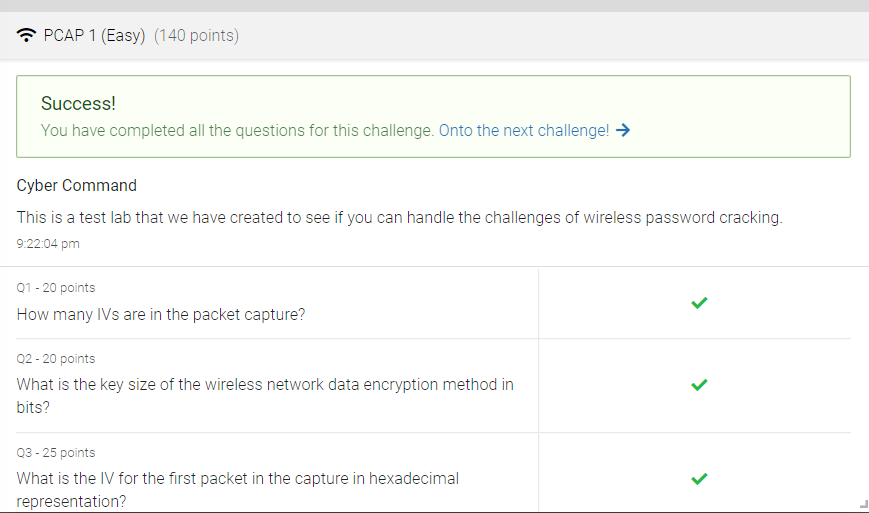 PCAP 1 (Easy) (140 points)
Success!
You have completed all the questions for this challenge. Onto the next challenge! →
Cyber Command
This is a test lab that we have created to see if you can handle the challenges of wireless password cracking.
9:22:04 pm
Q1 - 20 points
How many IVs are in the packet capture?
Q2 - 20 points
What is the key size of the wireless network data encryption method in
bits?
Q3 - 25 points
What is the IV for the first packet in the capture in hexadecimal
representation?